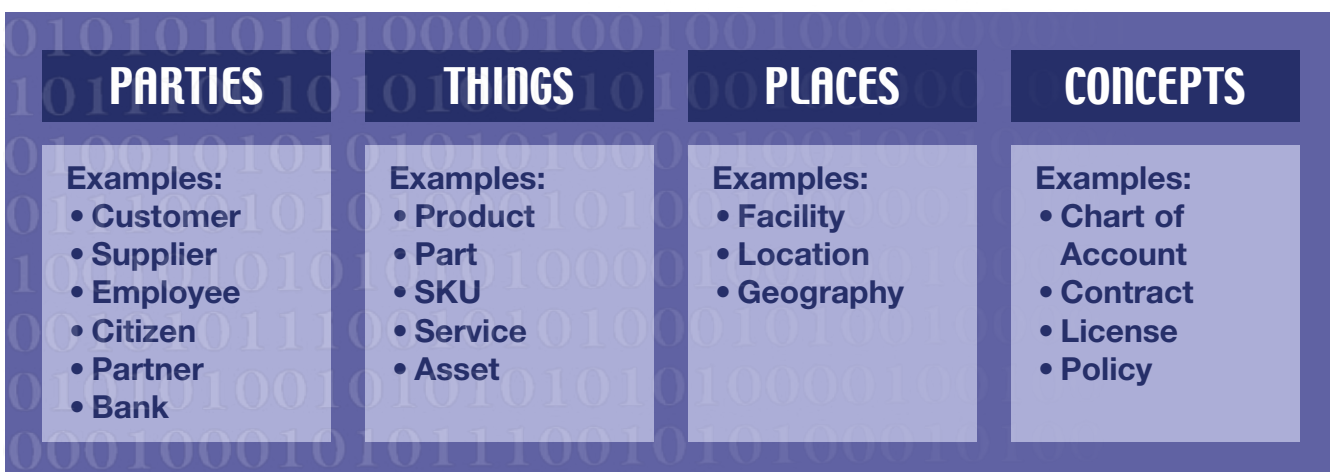 PARTIES
Examples:
• Customer
• Supplier
• Employee
• Citizen
• Partner
• Bank
THINGS
Examples:
• Product
• Part
• SKU
• Service
• Asset
PLACES
Examples:
• Facility
• Location
• Geography
CONCEPTS
Examples:
• Chart of
Account
• Contract
• License
• Policy